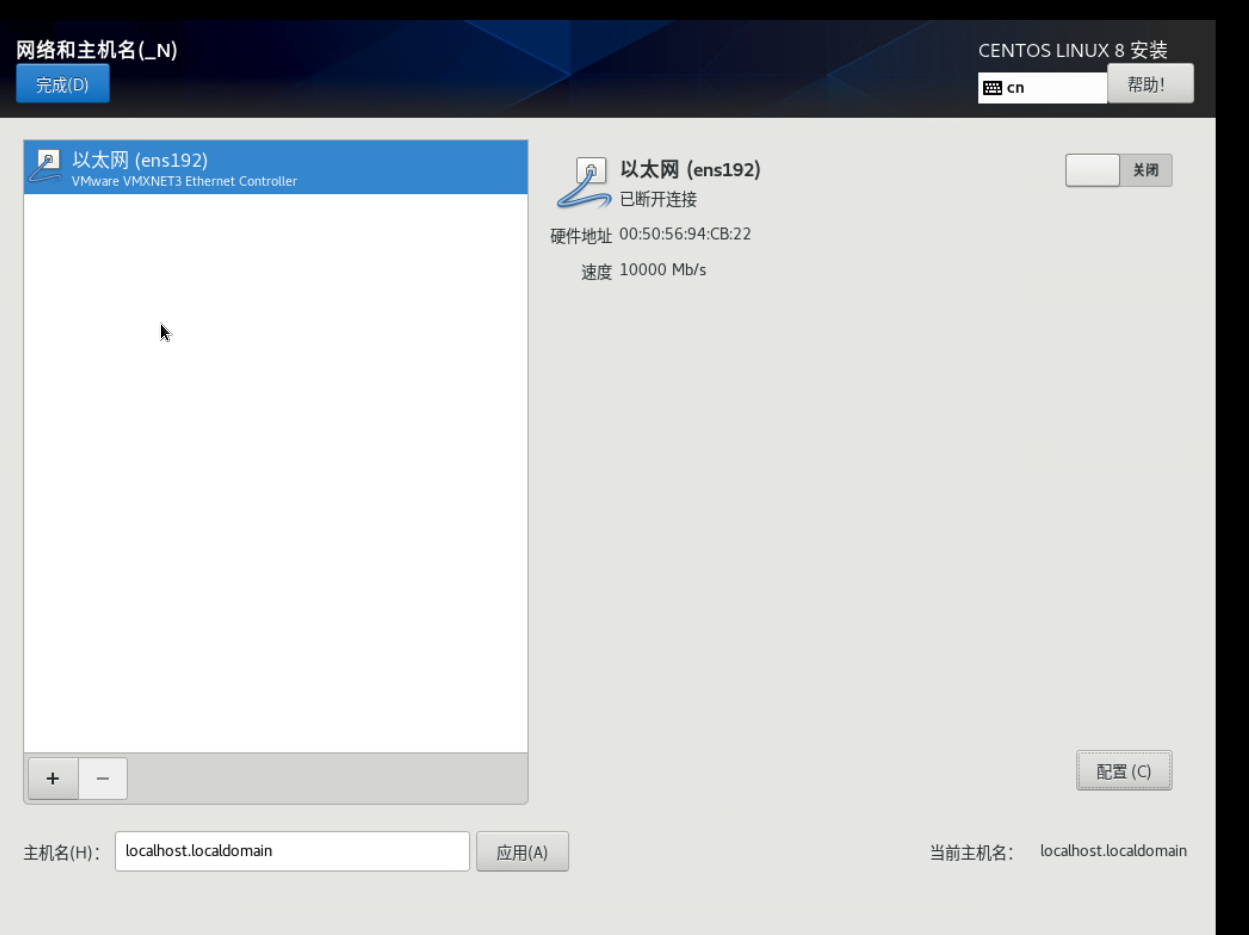 网络和主机名(_N)
CENTOS LINUX 8 安装
完成(D)
cn
帮助!
以太网 (ens192)
VMware VMXNET3 Ethernet Controller
以太网 (ens192)
已断开连接
关闭
硬件地址 00:50:56:94:CB:22
速度 10000 Mb/s
+
−
配置 (C)
主机名(H)：
localhost.localdomain
应用(A)
当前主机名： localhost.localdomain